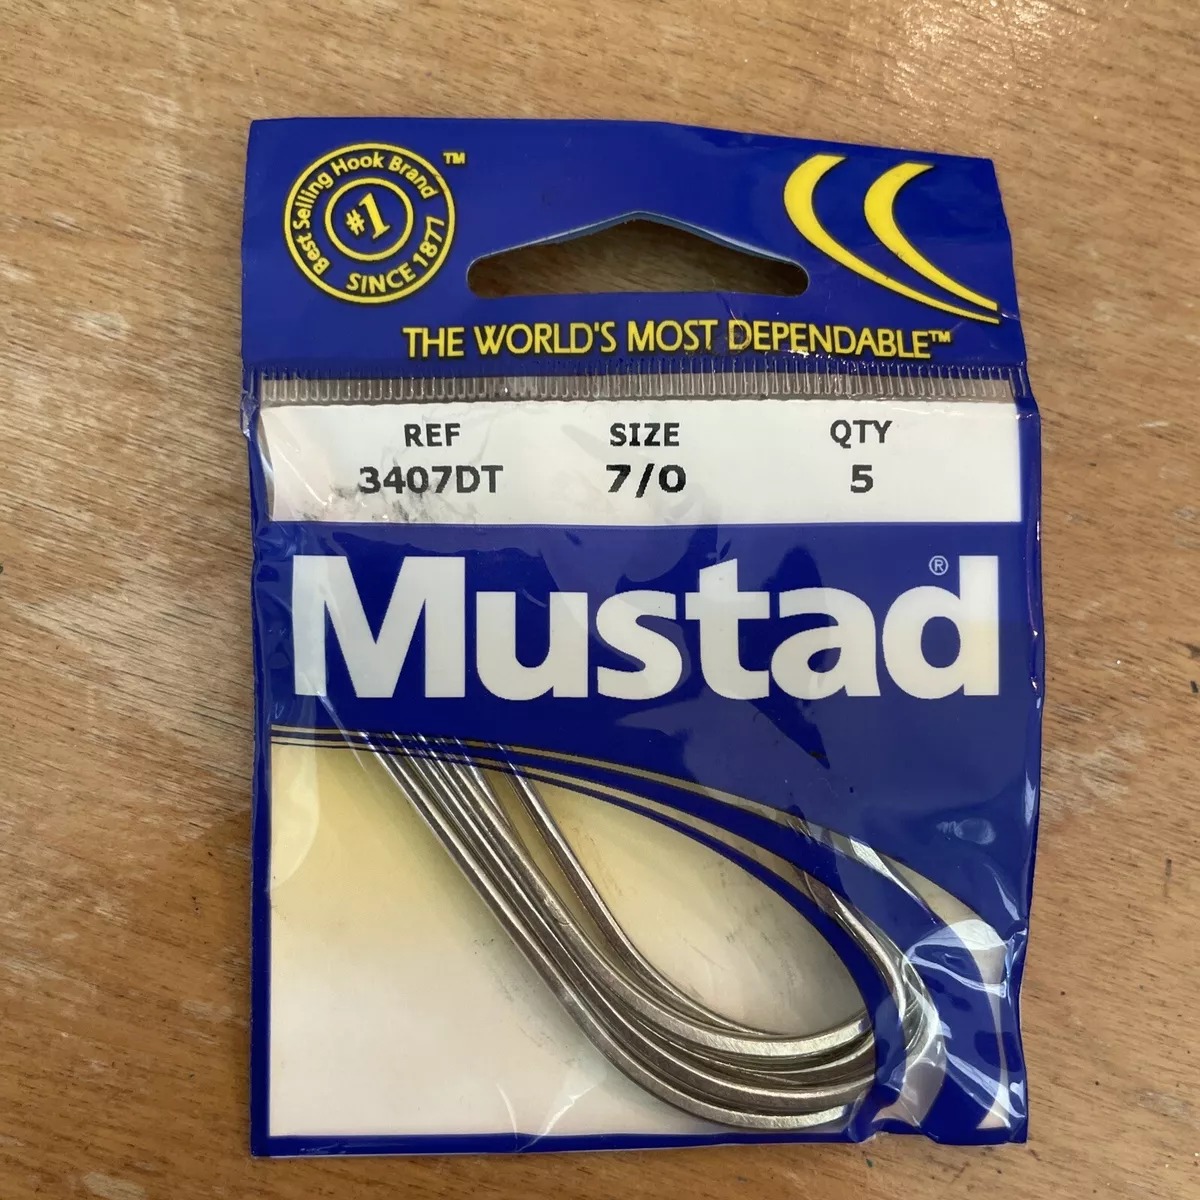 Best Selling Hook Brand
#1
SINCE 1877
TM
THE WORLD'S MOST DEPENDABLE™
REF SIZE QTY
3407DT 7/0 5
Mustad®